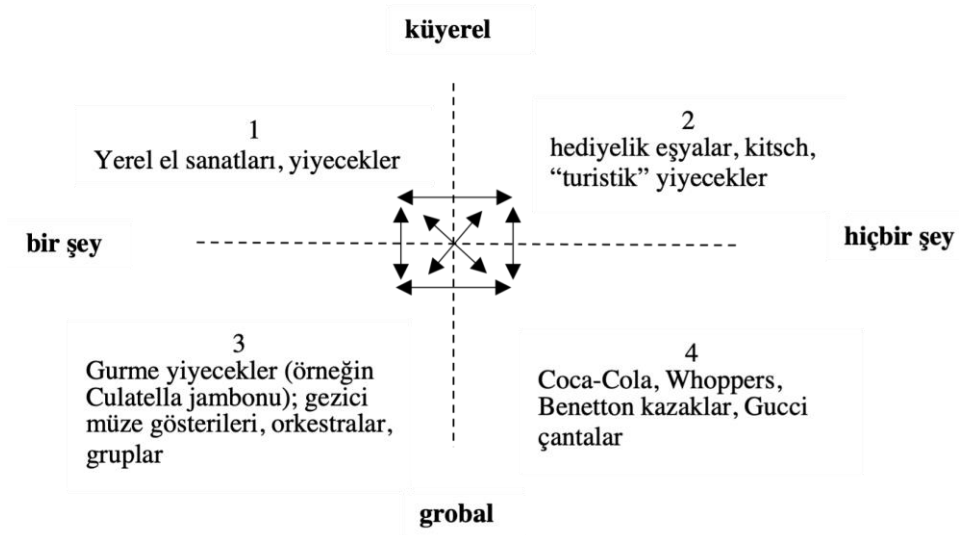 küyerel
1
Yerel el sanatları, yiyecekler
2
hediyelik eşyalar, kitsch,
“turistik” yiyecekler
bir şey
hiçbir şey
3
Gurme yiyecekler (örneğin
Culatella jambonu); gezici
müze gösterileri, orkestralar,
gruplar
4
Coca-Cola, Whoppers,
Benetton kazaklar, Gucci
çantalar
grobal